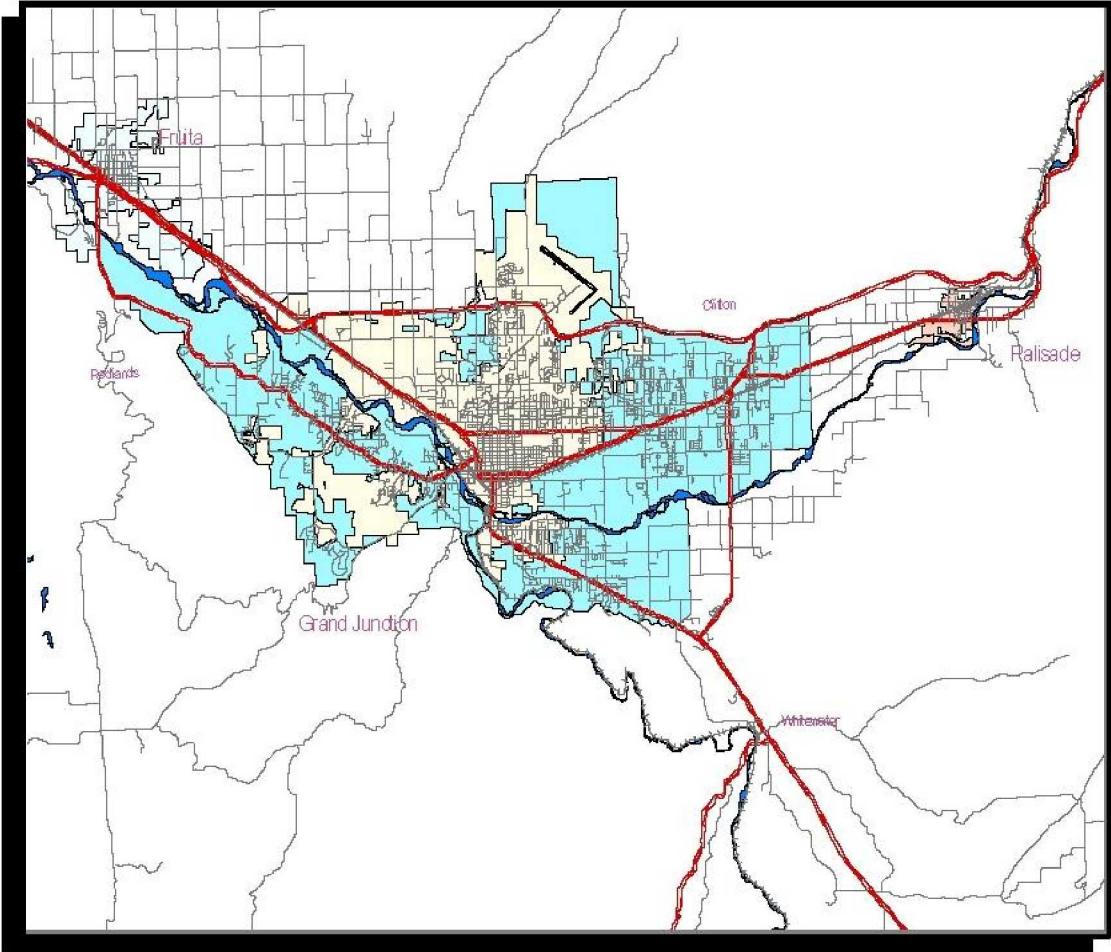 Fruita
Clifton
Palisade
Redlands
Grand Junction
Whitewater